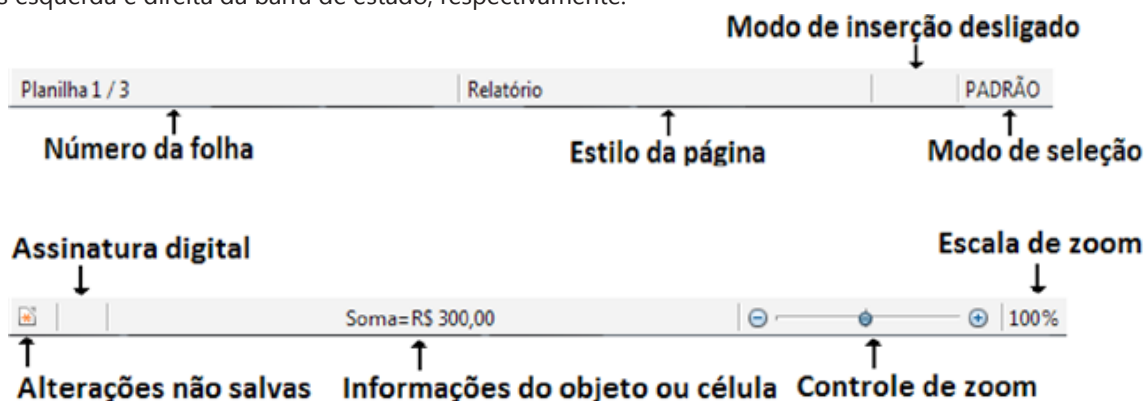 s esquerda e direita da barra de estado, respectivamente.
Modo de inserção desligado
Planilha 1 / 3 Relatório PADRÃO
Número da folha Estilo da página Modo de seleção
Assinatura digital Escala de zoom
Soma=R$ 300,00 100%
Alterações não salvas Informações do objeto ou célula Controle de zoom